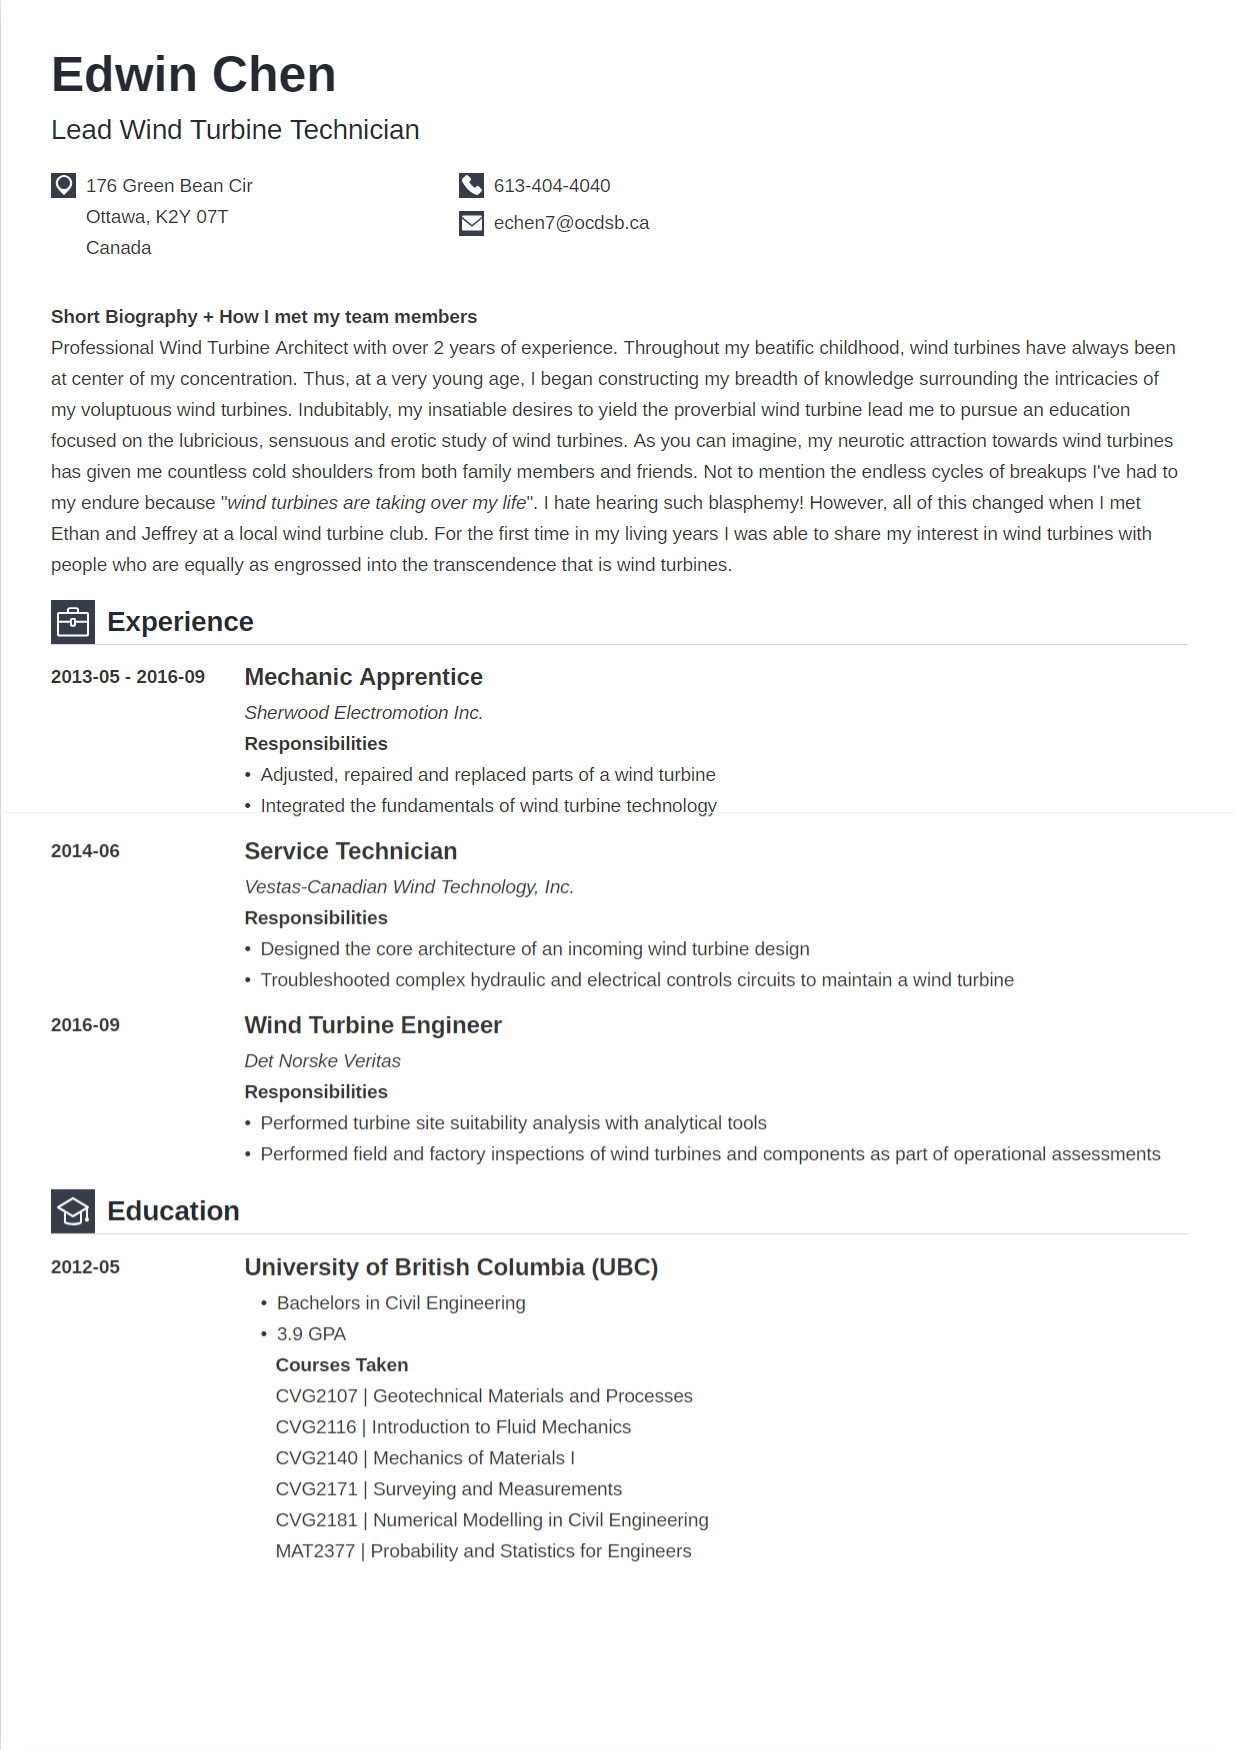 Edwin Chen
Lead Wind Turbine Technician
176 Green Bean Cir
Ottawa, K2Y 07T
Canada
613-404-4040
echen7@ocdsb.ca
Short Biography + How I met my team members
Professional Wind Turbine Architect with over 2 years of experience. Throughout my beatific childhood, wind turbines have always been
at center of my concentration. Thus, at a very young age, I began constructing my breadth of knowledge surrounding the intricacies of
my voluptuous wind turbines. Indubitably, my insatiable desires to yield the proverbial wind turbine lead me to pursue an education
focused on the lubricious, sensuous and erotic study of wind turbines. As you can imagine, my neurotic attraction towards wind turbines
has given me countless cold shoulders from both family members and friends. Not to mention the endless cycles of breakups I've had to
my endure because "wind turbines are taking over my life". I hate hearing such blasphemy! However, all of this changed when I met
Ethan and Jeffrey at a local wind turbine club. For the first time in my living years I was able to share my interest in wind turbines with
people who are equally as engrossed into the transcendence that is wind turbines.
Experience
2013-05 - 2016-09
Mechanic Apprentice
Sherwood Electromotion Inc.
Responsibilities
• Adjusted, repaired and replaced parts of a wind turbine
• Integrated the fundamentals of wind turbine technology
2014-06
Service Technician
Vestas-Canadian Wind Technology, Inc.
Responsibilities
• Designed the core architecture of an incoming wind turbine design
• Troubleshooted complex hydraulic and electrical controls circuits to maintain a wind turbine
2016-09
Wind Turbine Engineer
Det Norske Veritas
Responsibilities
• Performed turbine site suitability analysis with analytical tools
• Performed field and factory inspections of wind turbines and components as part of operational assessments
Education
2012-05
University of British Columbia (UBC)
• Bachelors in Civil Engineering
• 3.9 GPA
Courses Taken
CVG2107 | Geotechnical Materials and Processes
CVG2116 | Introduction to Fluid Mechanics
CVG2140 | Mechanics of Materials I
CVG2171 | Surveying and Measurements
CVG2181 | Numerical Modelling in Civil Engineering
MAT2377 | Probability and Statistics for Engineers